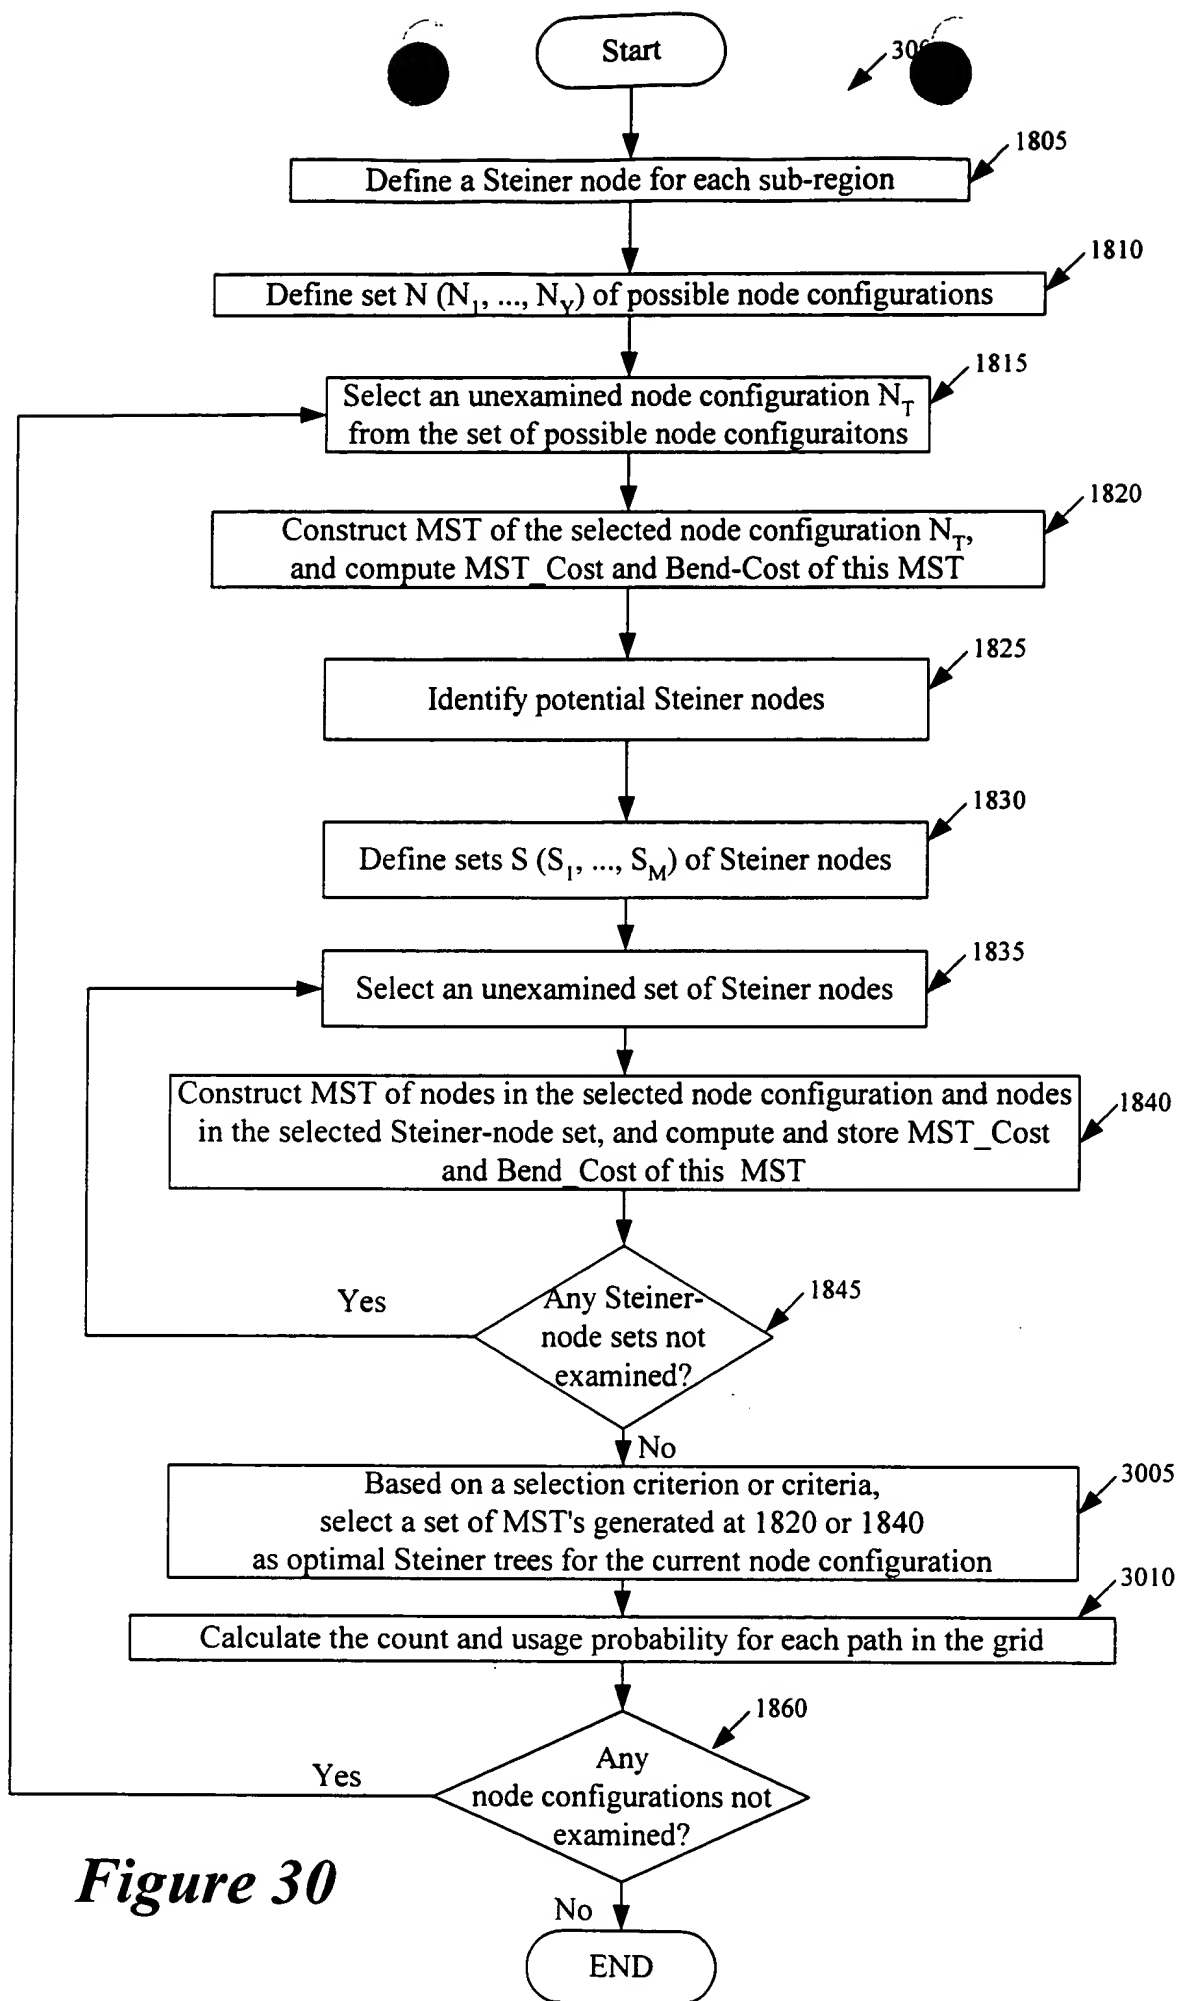 Start
1805
Define a Steiner node for each sub-region
1810
Define set N (N1, ..., NY) of possible node configurations
1815
Select an unexamined node configuration NT
from the set of possible node configuraitons
1820
Construct MST of the selected node configuration NT,
and compute MST_Cost and Bend-Cost of this MST
1825
Identify potential Steiner nodes
1830
Define sets S (S1, ..., SM) of Steiner nodes
1835
Select an unexamined set of Steiner nodes
Construct MST of nodes in the selected node configuration and nodes
in the selected Steiner-node set, and compute and store MST_Cost
and Bend_Cost of this MST
1840
Yes
Any Steiner-
node sets not
examined?
1845
No
Based on a selection criterion or criteria,
select a set of MST's generated at 1820 or 1840
as optimal Steiner trees for the current node configuration
3005
3010
Calculate the count and usage probability for each path in the grid
1860
Yes
Any
node configurations not
examined?
Figure 30
No
END